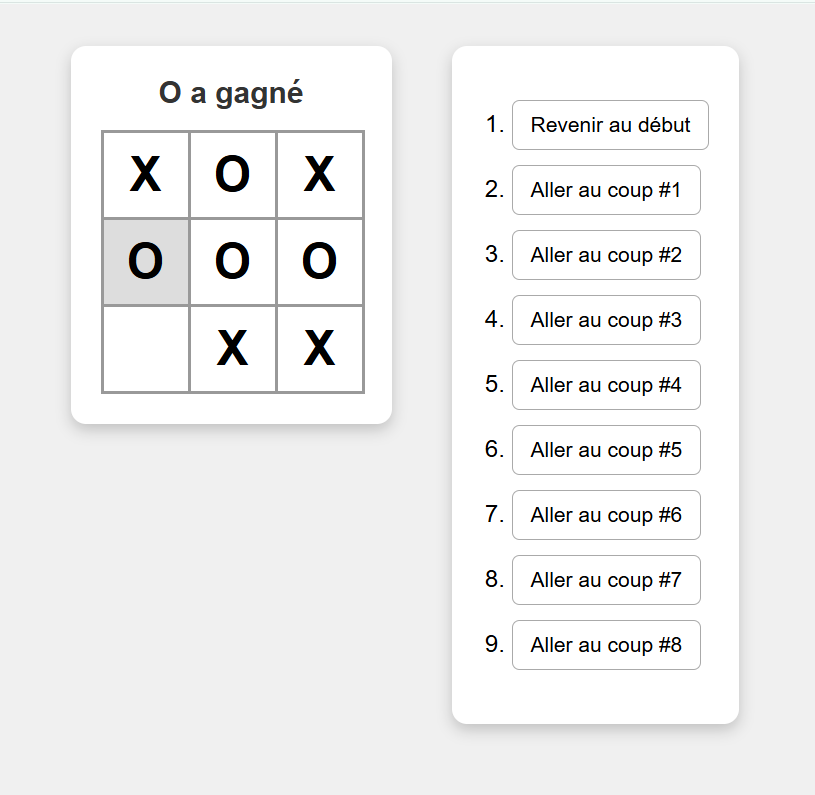 O a gagné
X O X
O O O
X X
1. Revenir au début
2. Aller au coup #1
3. Aller au coup #2
4. Aller au coup #3
5. Aller au coup #4
6. Aller au coup #5
7. Aller au coup #6
8. Aller au coup #7
9. Aller au coup #8